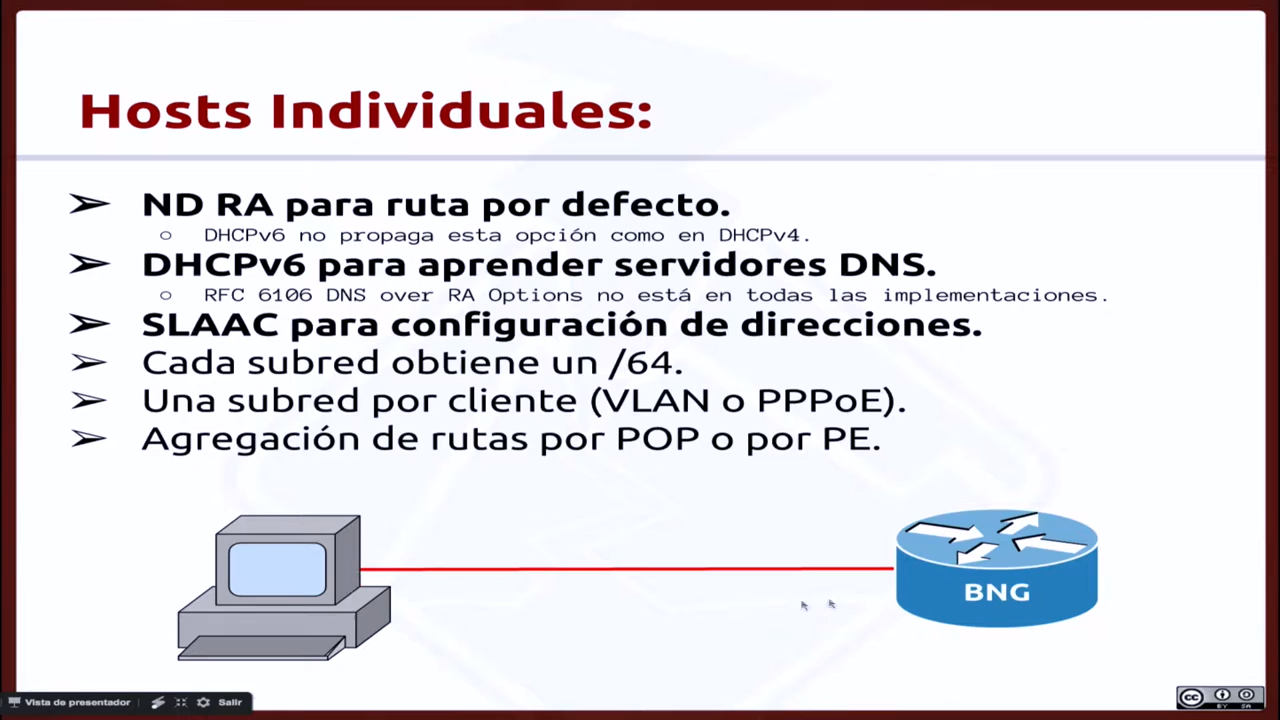 Hosts Individuales:
➢ ND RA para ruta por defecto.
○ DHCPv6 no propaga esta opción como en DHCPv4.
➢ DHCPv6 para aprender servidores DNS.
○ RFC 6106 DNS over RA Options no está en todas las implementaciones.
➢ SLAAC para configuración de direcciones.
➢ Cada subred obtiene un /64.
➢ Una subred por cliente (VLAN o PPPoE).
➢ Agregación de rutas por POP o por PE.
BNG
Vista de presentador Salir
cc BY SA